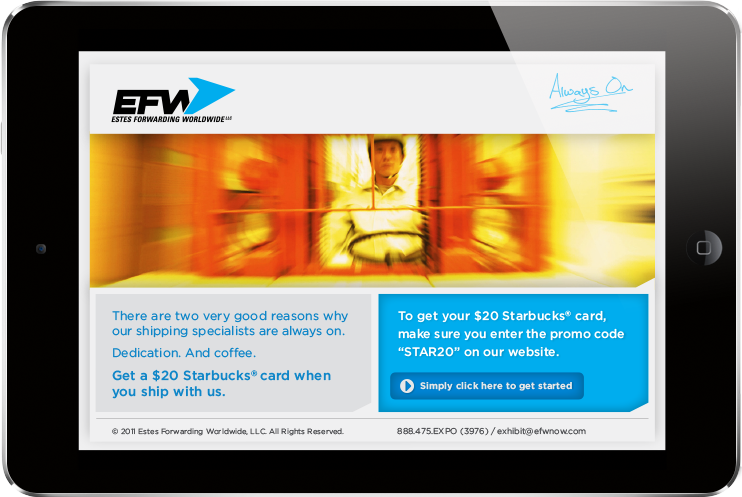 EFW
ESTES FORWARDING WORLDWIDE LLC
Always On
There are two very good reasons why
our shipping specialists are always on.
Dedication. And coffee.
Get a $20 Starbucks® card when
you ship with us.
To get your $20 Starbucks® card,
make sure you enter the promo code
“STAR20” on our website.
Simply click here to get started
© 2011 Estes Forwarding Worldwide, LLC. All Rights Reserved.
888.475.EXPO (3976) / exhibit@efwnow.com